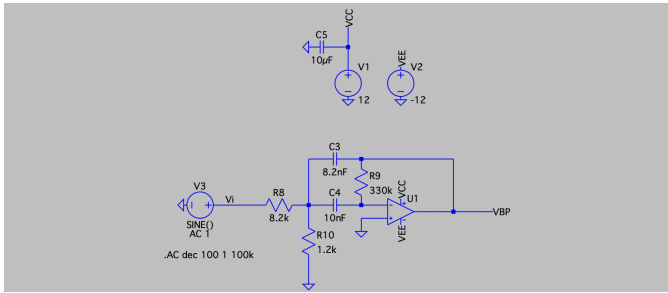 VCC
C5
10µF
V1
12
VEE
V2
-12
C3
8.2nF
R9
330k
V3
Vi
R8
8.2k
C4
10nF
VCC
U1
VBP
VEE
SINE()
AC 1
R10
1.2k
.AC dec 100 1 100k